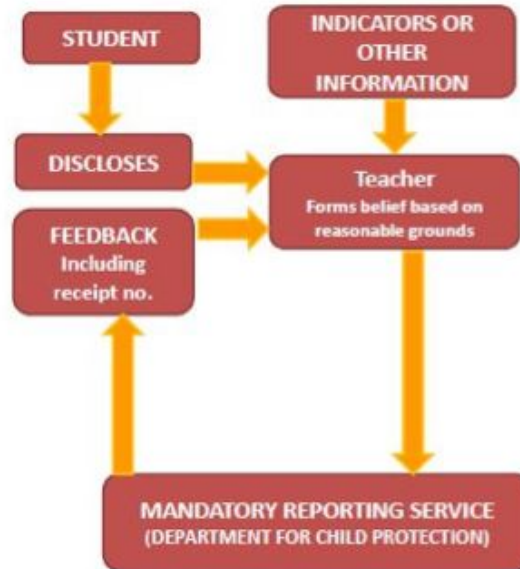 STUDENT
INDICATORS OR
OTHER
INFORMATION
DISCLOSES
Teacher
Forms belief based on
reasonable grounds
FEEDBACK
Including
receipt no.
MANDATORY REPORTING SERVICE
(DEPARTMENT FOR CHILD PROTECTION)